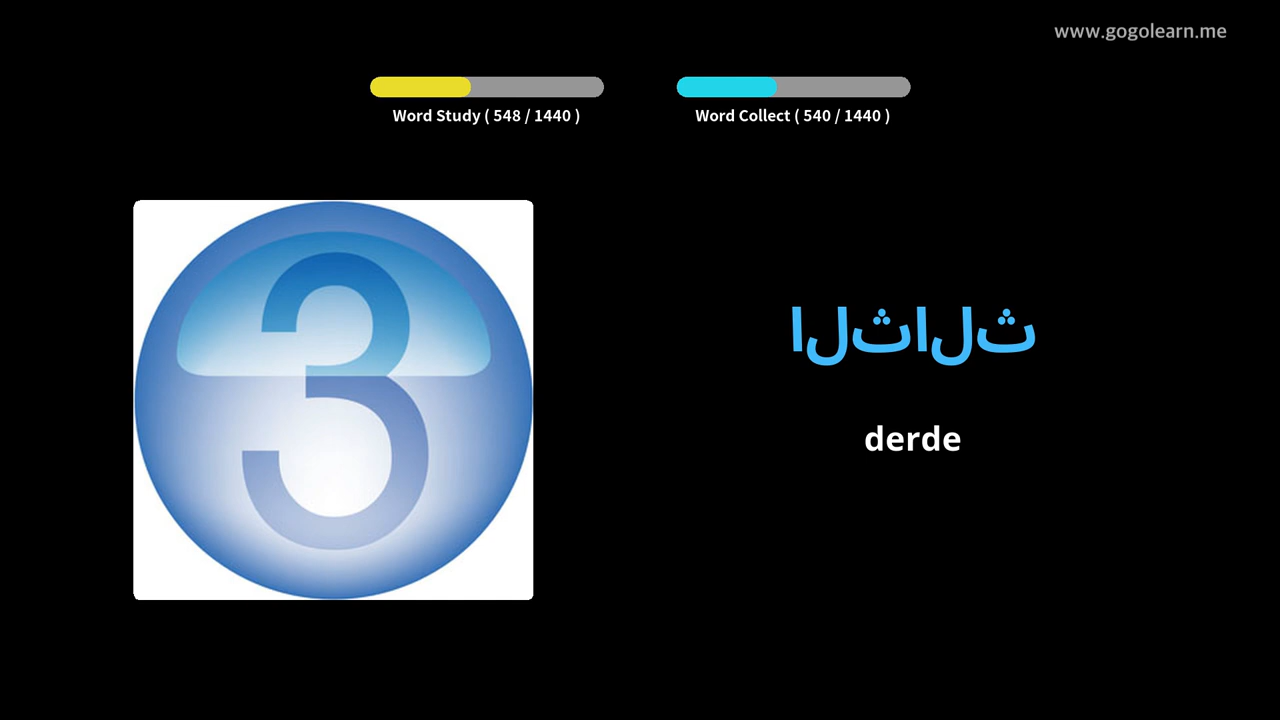 www.gogolearn.me
Word Study ( 548 / 1440 )
Word Collect ( 540 / 1440 )
3
الثالث
derde